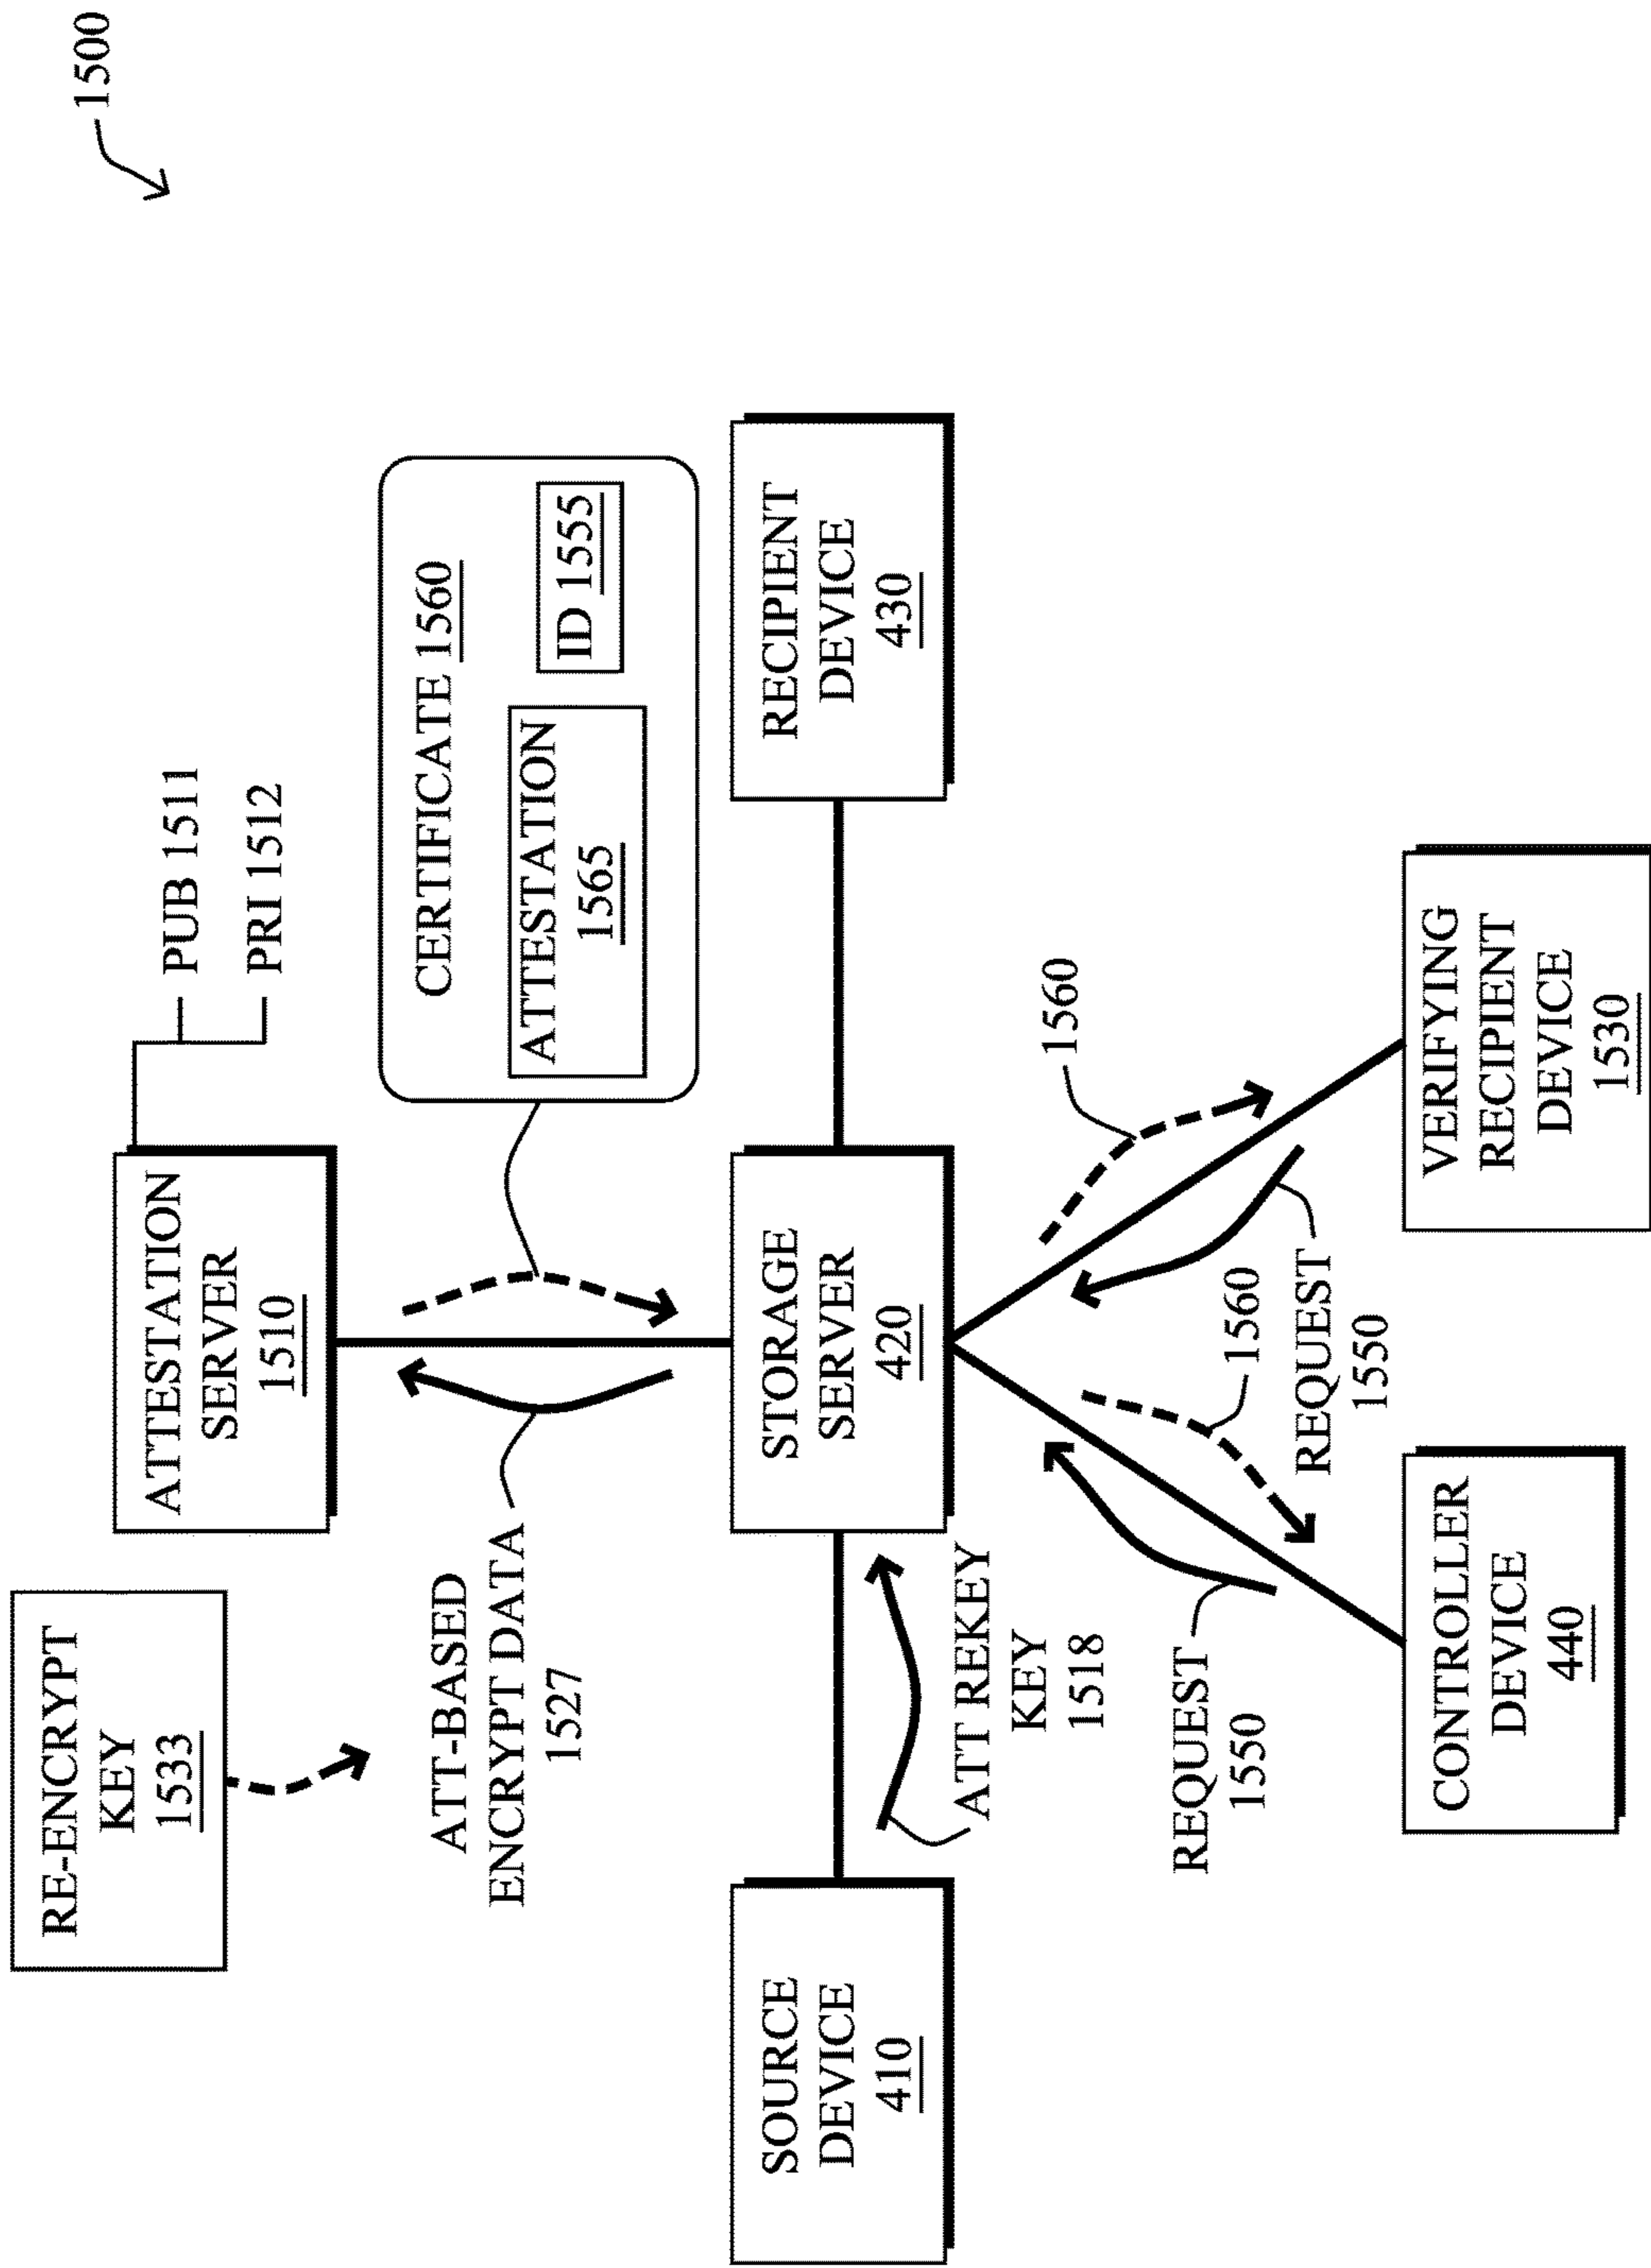 1500
RE-ENCRYPT
KEY
1533
ATTESTATION
SERVER
1510
PUB 1511
PRI 1512
ATT-BASED
ENCRYPT DATA
1527
CERTIFICATE 1560
ATTESTATION
1565
ID 1555
SOURCE
DEVICE
410
STORAGE
SERVER
420
RECIPIENT
DEVICE
430
ATT REKEY
KEY
1518
REQUEST
1550
1560
REQUEST
1550
1560
CONTROLLER
DEVICE
440
VERIFYING
RECIPIENT
DEVICE
1530